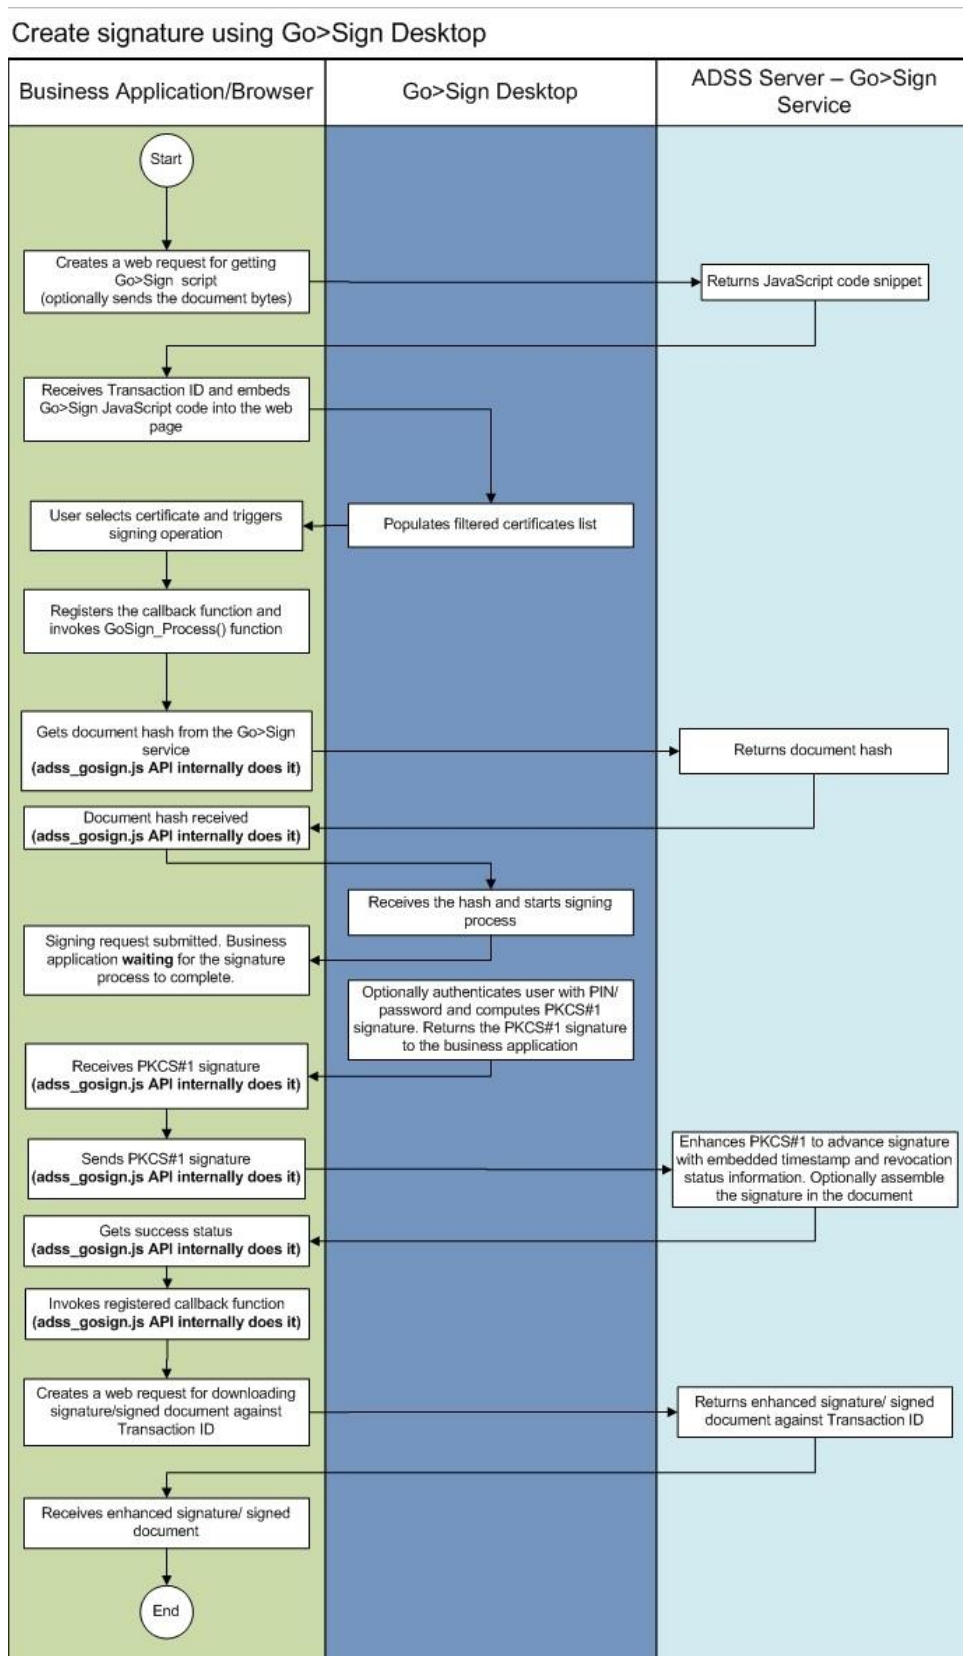 Create signature using Go>Sign Desktop
Business Application/Browser
Go>Sign Desktop
ADSS Server – Go>Sign
Service
Start
Creates a web request for getting
Go>Sign script
(optionally sends the document bytes)
Returns JavaScript code snippet
Receives Transaction ID and embeds
Go>Sign JavaScript code into the web
page
User selects certificate and triggers
signing operation
Populates filtered certificates list
Registers the callback function and
invokes GoSign_Process() function
Gets document hash from the Go>Sign
service
(adss_gosign.js API internally does it)
Returns document hash
Document hash received
(adss_gosign.js API internally does it)
Receives the hash and starts signing
process
Signing request submitted. Business
application waiting for the signature
process to complete.
Optionally authenticates user with PIN/
password and computes PKCS#1
signature. Returns the PKCS#1 signature
to the business application
Receives PKCS#1 signature
(adss_gosign.js API internally does it)
Sends PKCS#1 signature
(adss_gosign.js API internally does it)
Enhances PKCS#1 to advance signature
with embedded timestamp and revocation
status information. Optionally assemble
the signature in the document
Gets success status
(adss_gosign.js API internally does it)
Invokes registered callback function
(adss_gosign.js API internally does it)
Creates a web request for downloading
signature/signed document against
Transaction ID
Returns enhanced signature/ signed
document against Transaction ID
Receives enhanced signature/ signed
document
End